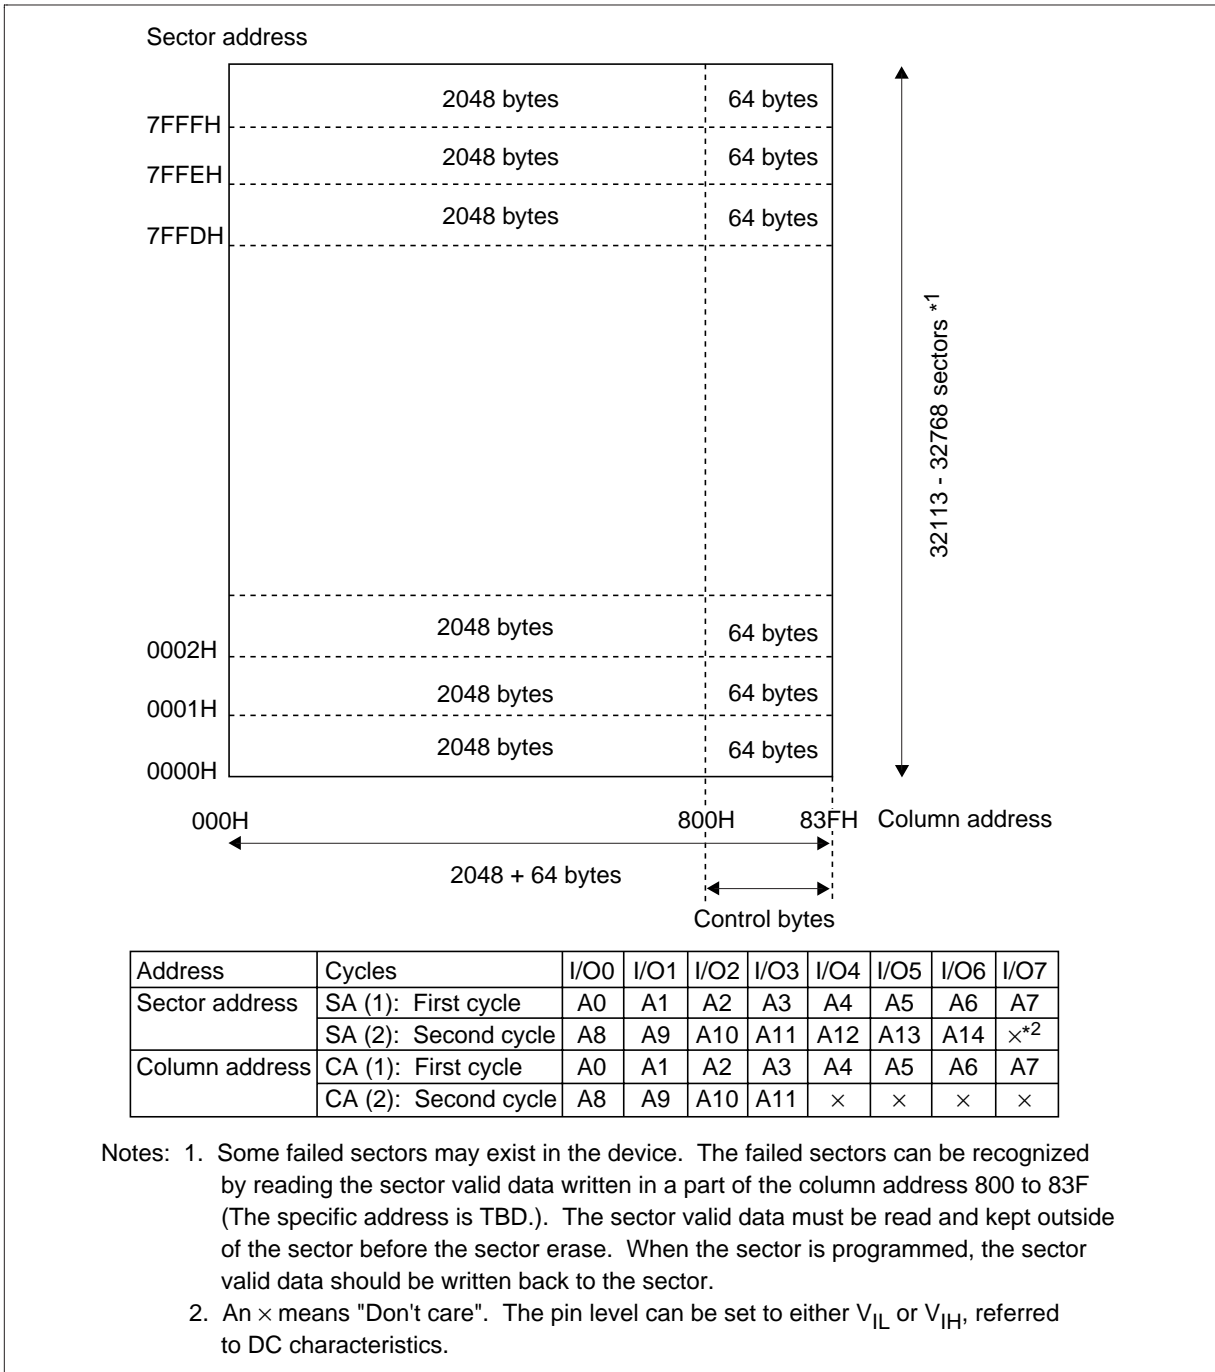 Sector address
2048 bytes 64 bytes
7FFFH
2048 bytes 64 bytes
7FFEH
2048 bytes 64 bytes
7FFDH
32113 - 32768 sectors *1
2048 bytes 64 bytes
0002H
2048 bytes 64 bytes
0001H
2048 bytes 64 bytes
0000H
000H 800H 83FH Column address
2048 + 64 bytes
Control bytes
Address Cycles I/O0 I/O1 I/O2 I/O3 I/O4 I/O5 I/O6 I/O7
Sector address SA (1): First cycle A0 A1 A2 A3 A4 A5 A6 A7
SA (2): Second cycle A8 A9 A10 A11 A12 A13 A14 ×*2
Column address CA (1): First cycle A0 A1 A2 A3 A4 A5 A6 A7
CA (2): Second cycle A8 A9 A10 A11 × × × ×
Notes: 1. Some failed sectors may exist in the device. The failed sectors can be recognized
by reading the sector valid data written in a part of the column address 800 to 83F
(The specific address is TBD.). The sector valid data must be read and kept outside
of the sector before the sector erase. When the sector is programmed, the sector
valid data should be written back to the sector.
2. An × means "Don't care". The pin level can be set to either VIL or VIH, referred
to DC characteristics.